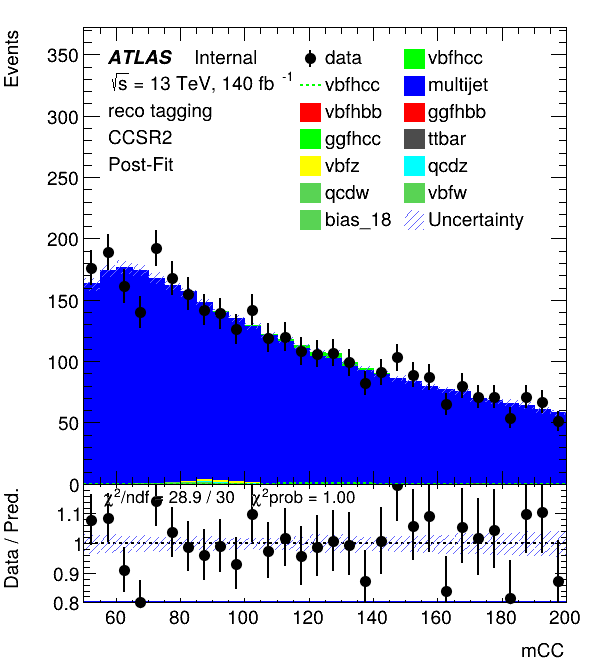 Events
350
300
250
200
150
100
50
0
ATLAS Internal
√s = 13 TeV, 140 fb⁻¹
reco tagging
CCSR2
Post-Fit
data
vbfhcc
vbfhcc
multijet
vbfhbb
ggfhbb
ggfhcc
ttbar
vbfz
qcdz
qcdw
vbfw
bias_18
Uncertainty
χ²/ndf = 28.9 / 30 χ²prob = 1.00
Data / Pred.
1.1
1
0.9
0.8
60 80 100 120 140 160 180 200
mCC